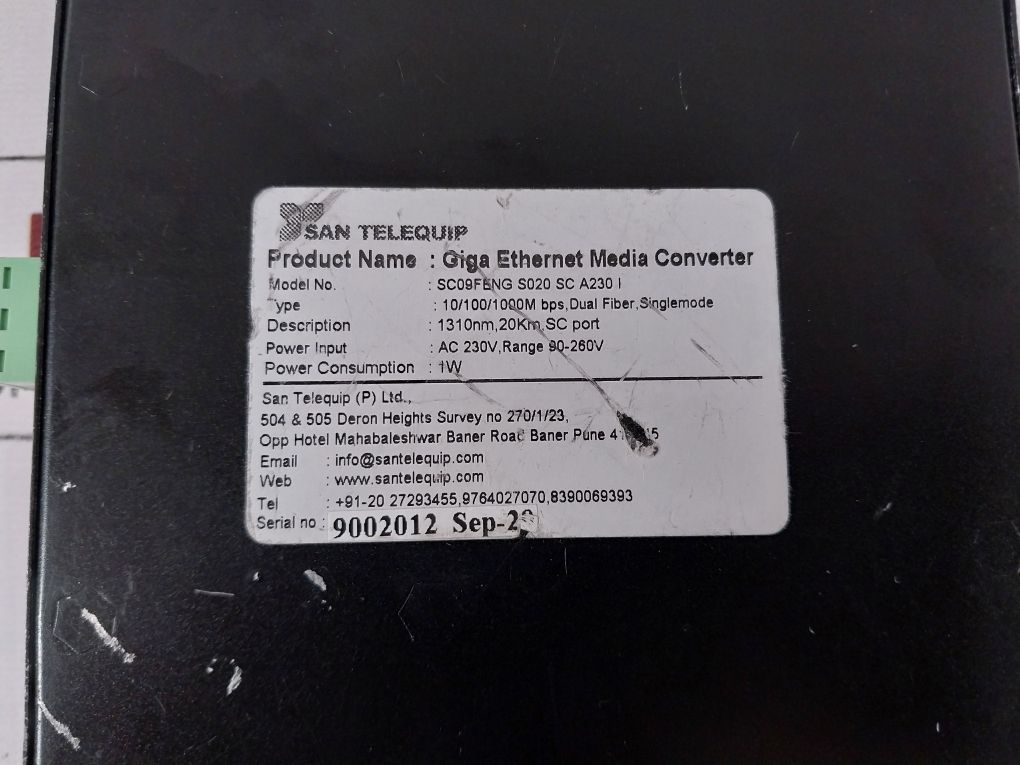 SAN TELEQUIP
Product Name : Giga Ethernet Media Converter
Model No. : SC09FENG S020 SC A230 I
Type : 10/100/1000M bps,Dual Fiber,Singlemode
Description : 1310nm,20Km,SC port
Power Input : AC 230V,Range 90-260V
Power Consumption : 1W
San Telequip (P) Ltd.,
504 & 505 Deron Heights Survey no 270/1/23,
Opp Hotel Mahabaleshwar Baner Road Baner Pune
Email : info@santelequip.com
Web : www.santelequip.com
Tel : +91-20 27293455,9764027070,8390069393
Serial no : 9002012